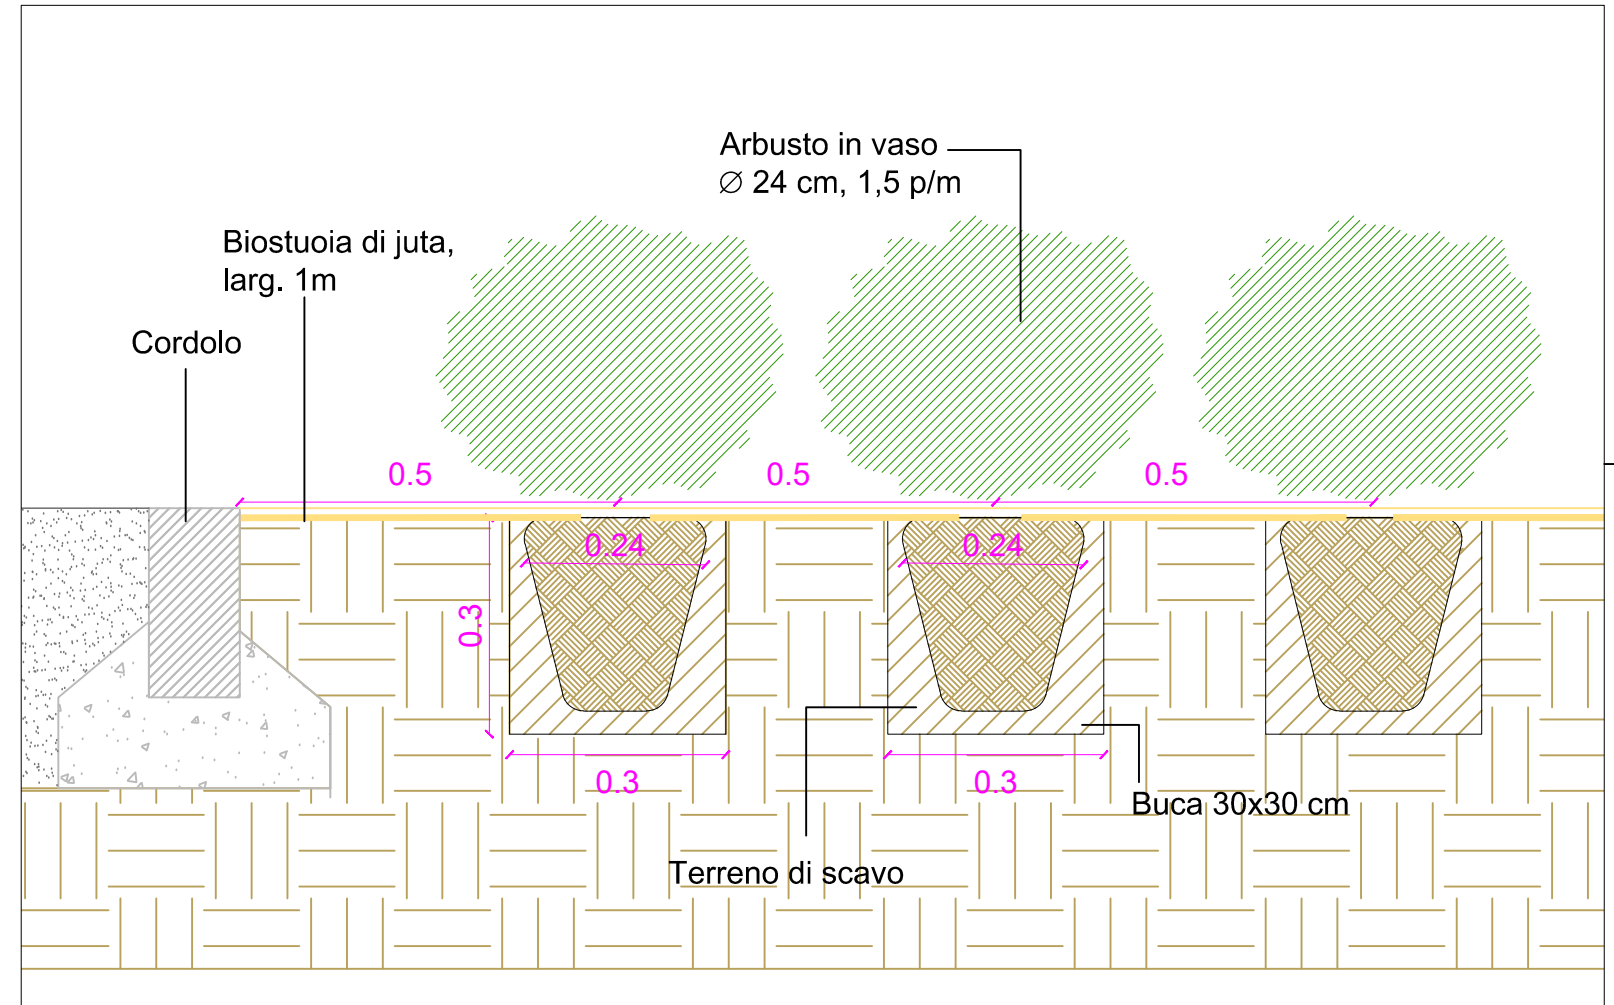 Arbusto in vaso
∅ 24 cm, 1,5 p/m
Biostuoia di juta,
larg. 1m
Cordolo
0.5
0.5
0.5
0.24
0.24
0.3
0.3
0.3
Buca 30x30 cm
Terreno di scavo